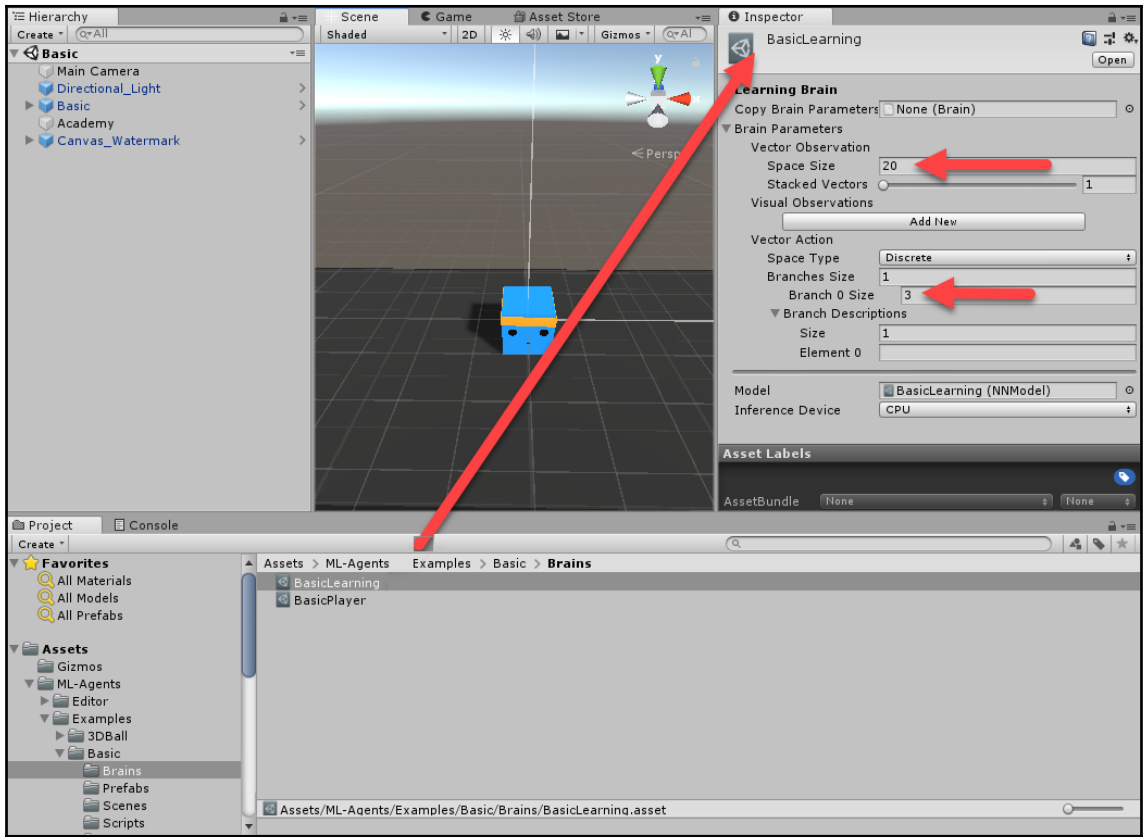 Hierarchy
Create
All
Basic
Main Camera
Directional_Light
Basic
Academy
Canvas_Watermark
Scene
Game
Asset Store
Shaded
2D
Gizmos
Al
y
x
Persp
Inspector
BasicLearning
Open
Learning Brain
Copy Brain Parameters None (Brain)
Brain Parameters
Vector Observation
Space Size 20
Stacked Vectors 1
Visual Observations
Add New
Vector Action
Space Type Discrete
Branches Size 1
Branch 0 Size 3
Branch Descriptions
Size 1
Element 0
Model BasicLearning (NNModel)
Inference Device CPU
Asset Labels
AssetBundle None None
Project
Console
Create
Favorites
All Materials
All Models
All Prefabs
Assets
Gizmos
ML-Agents
Editor
Examples
3DBall
Basic
Brains
Prefabs
Scenes
Scripts
Assets > ML-Agents Examples > Basic > Brains
BasicLearning
BasicPlayer
Assets/ML-Agents/Examples/Basic/Brains/BasicLearning.asset